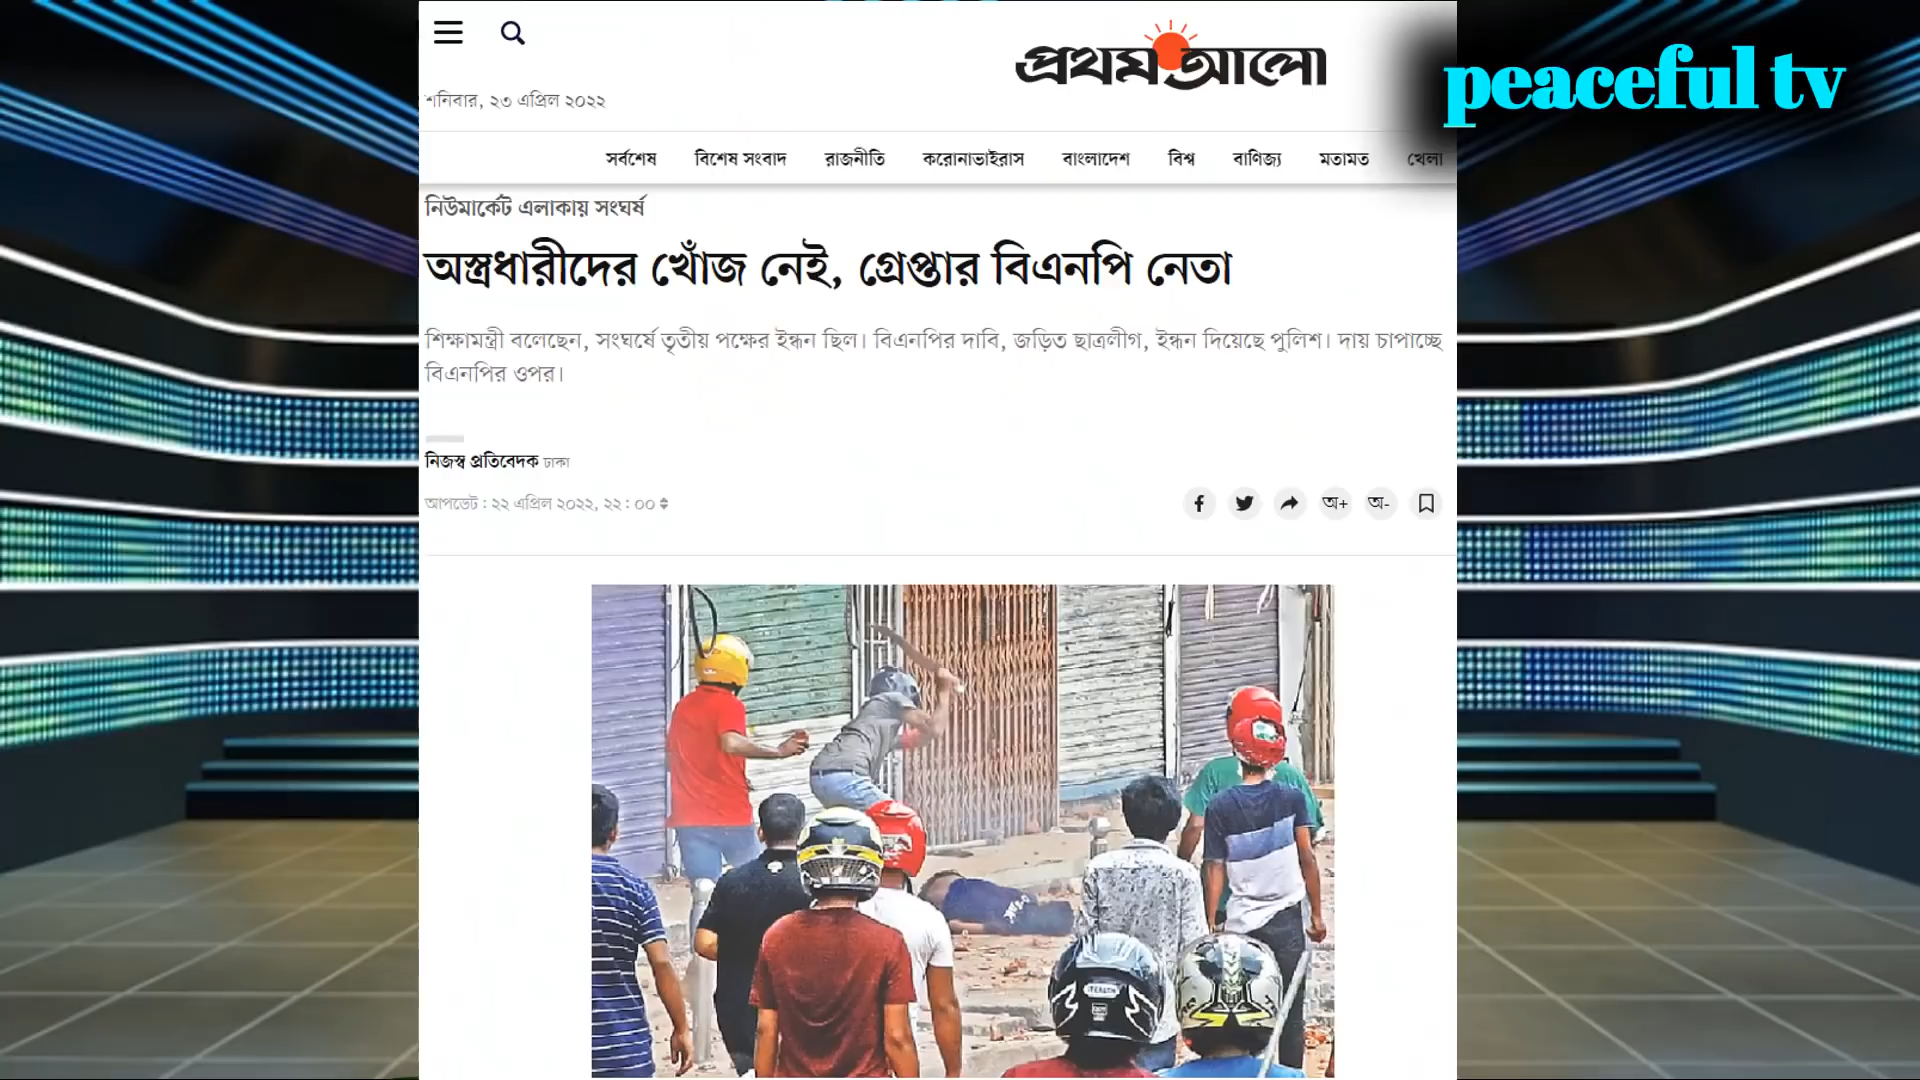 প্রথম আলো
peaceful tv
শনিবার, ২৩ এপ্রিল ২০২২
সর্বশেষ বিশেষ সংবাদ রাজনীতি করোনাভাইরাস বাংলাদেশ বিশ্ব বাণিজ্য মতামত খেলা
নিউমার্কেট এলাকায় সংঘর্ষ
অস্ত্রধারীদের খোঁজ নেই, গ্রেপ্তার বিএনপি নেতা
শিক্ষামন্ত্রী বলেছেন, সংঘর্ষে তৃতীয় পক্ষের ইন্ধন ছিল। বিএনপির দাবি, জড়িত ছাত্রলীগ, ইন্ধন দিয়েছে পুলিশ। দায় চাপাচ্ছে
বিএনপির ওপর।
নিজস্ব প্রতিবেদক ঢাকা
আপডেট : ২২ এপ্রিল ২০২২, ২২ : ০০
অ+ অ-
STEALTH